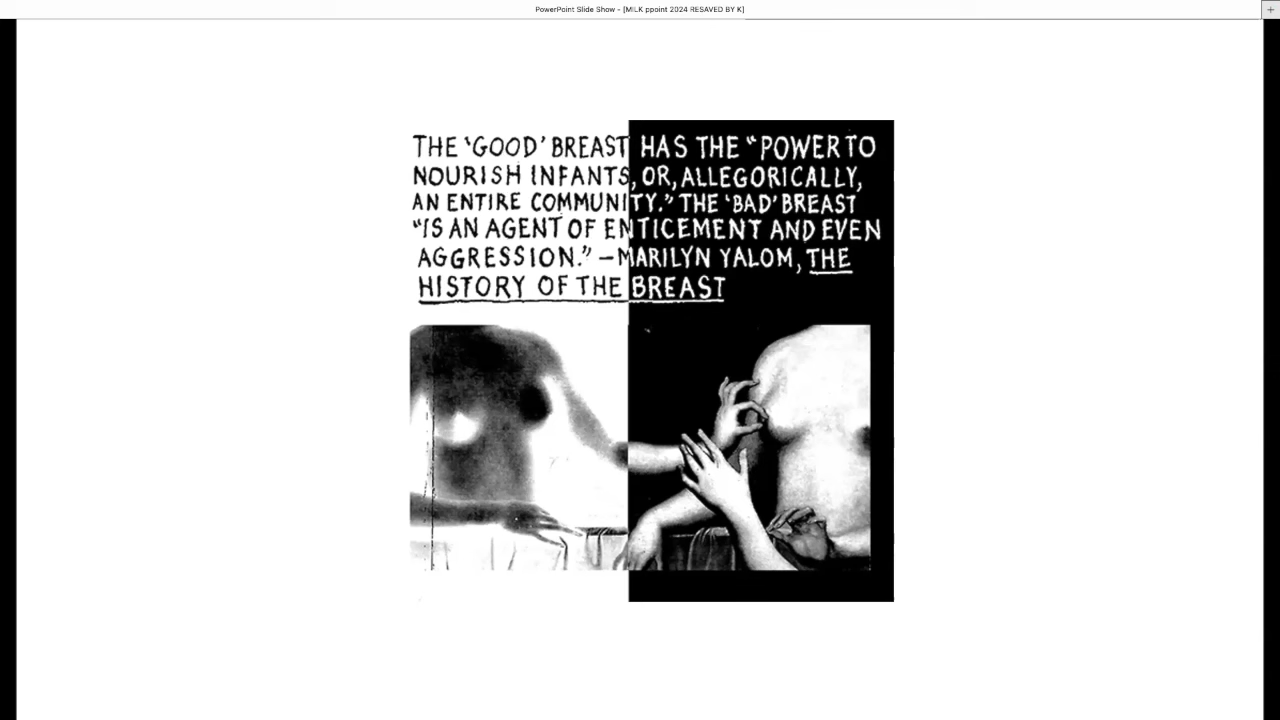 PowerPoint Slide Show - [MILK ppoint 2024 RESAVED BY K]
THE 'GOOD' BREAST HAS THE "POWER TO
NOURISH INFANTS, OR, ALLEGORICALLY,
AN ENTIRE COMMUNITY." THE 'BAD' BREAST
"IS AN AGENT OF ENTICEMENT AND EVEN
AGGRESSION." –MARILYN YALOM, THE
HISTORY OF THE BREAST